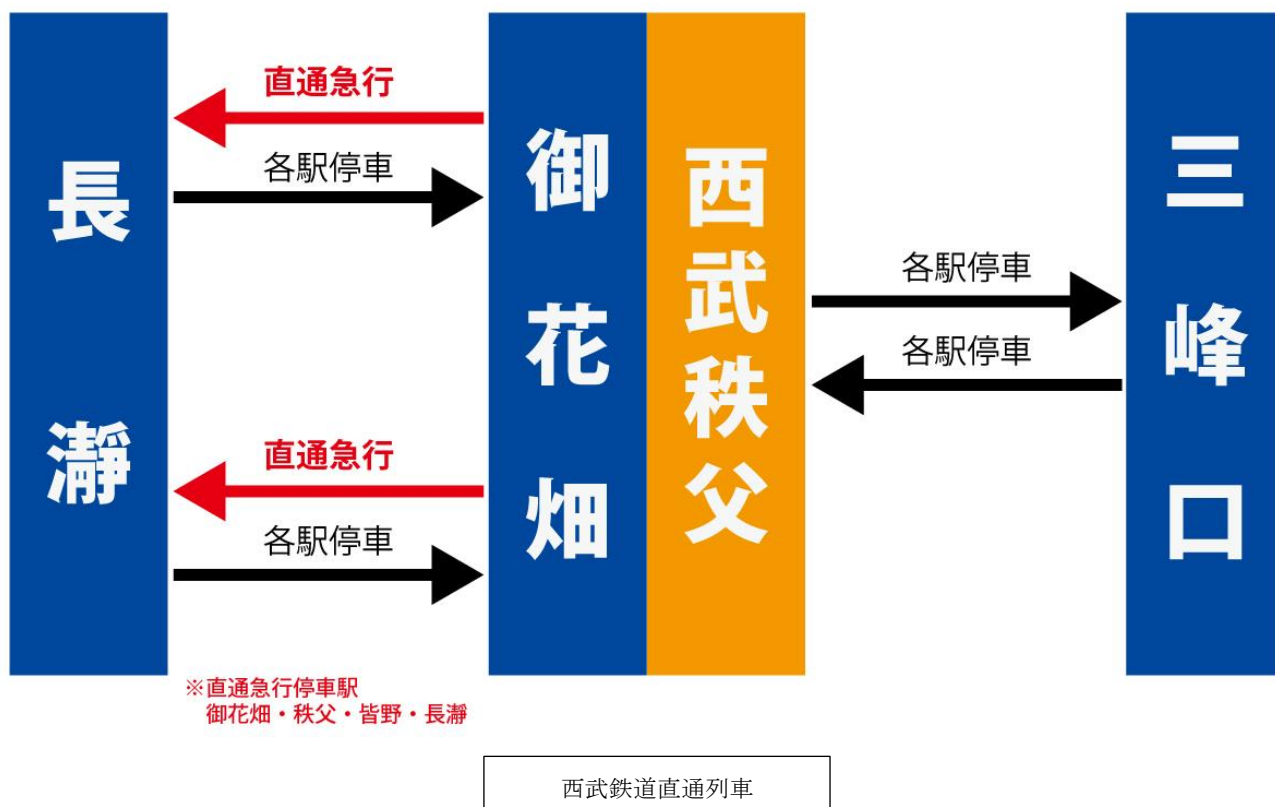 長瀞
直通急行
各駅停車
直通急行
各駅停車
※直通急行停車駅
御花畑・秩父・皆野・長瀞
御花畑
西武秩父
各駅停車
各駅停車
三峰口
西武鉄道直通列車